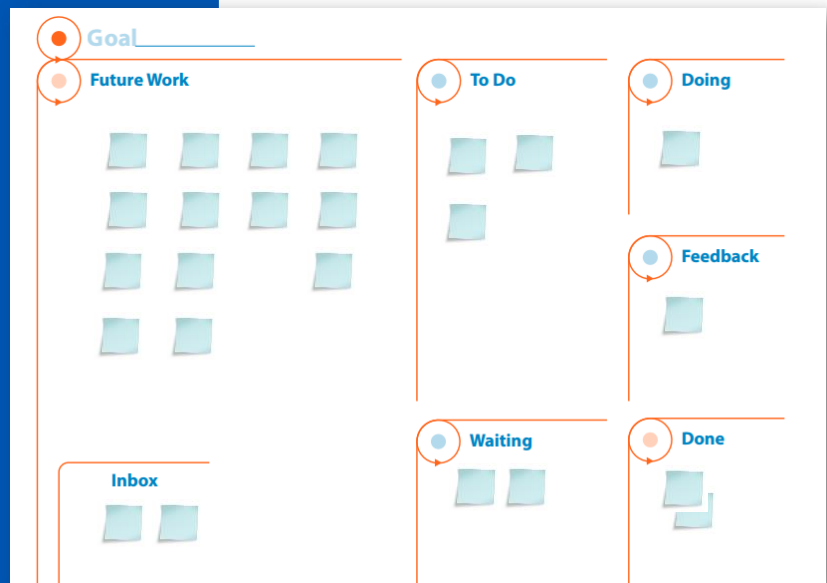 Goal
Future Work
To Do
Doing
Feedback
Waiting
Done
Inbox